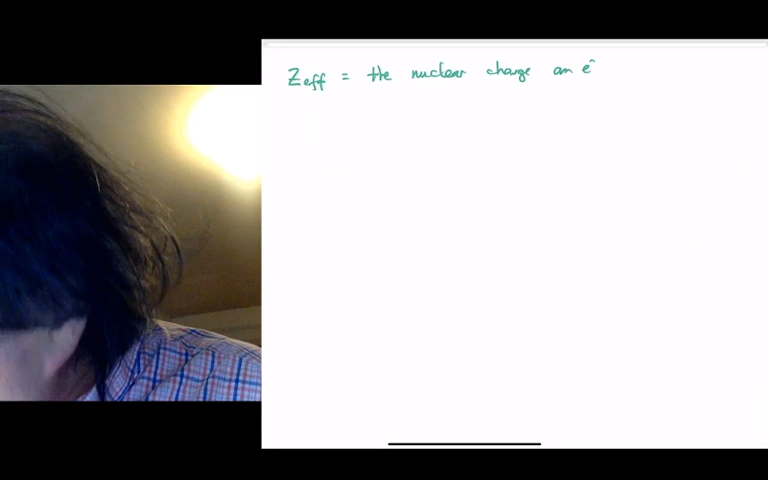 Zeff = the nuclear charge an e⁻